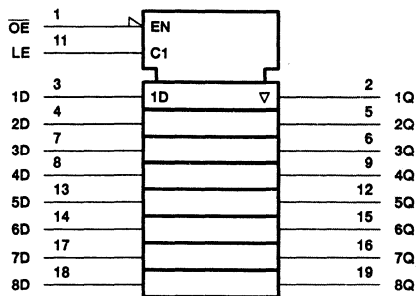 OE 1 EN
LE 11 C1
1D 3 1D ▽ 2 1Q
2D 4 5 2Q
3D 7 6 3Q
4D 8 9 4Q
5D 13 12 5Q
6D 14 15 6Q
7D 17 16 7Q
8D 18 19 8Q